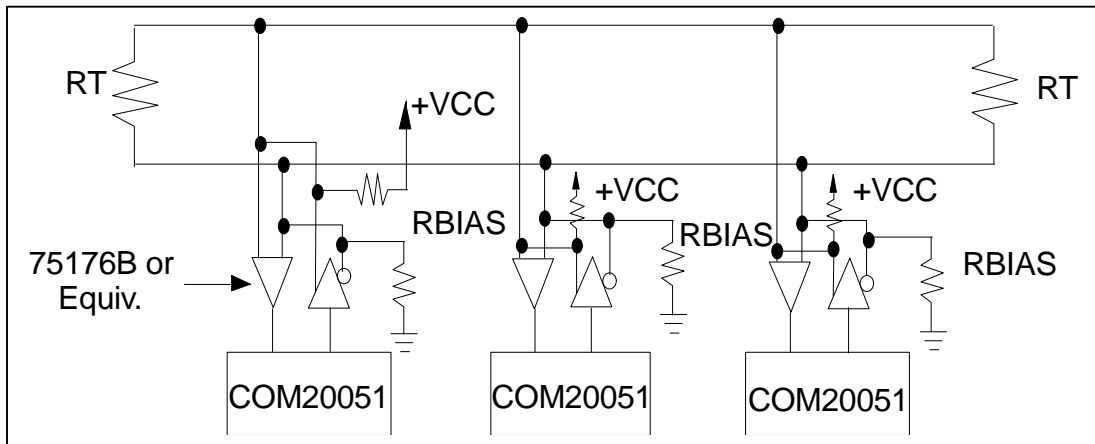 RT
RT
+VCC
+VCC
+VCC
RBIAS
RBIAS
RBIAS
75176B or
Equiv.
COM20051
COM20051
COM20051